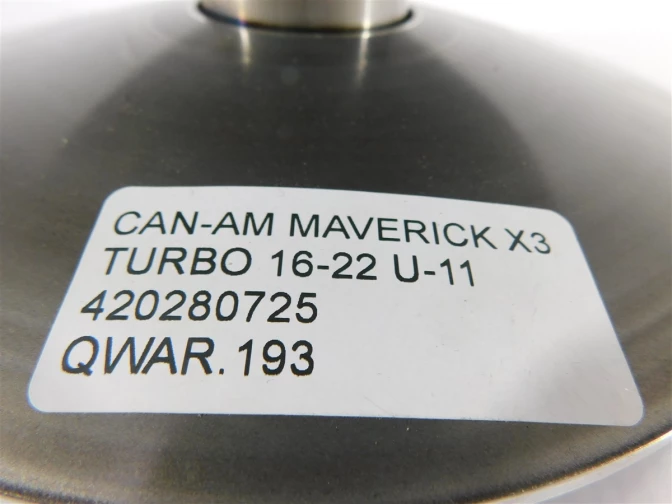 CAN-AM MAVERICK X3
TURBO 16-22 U-11
420280725
QWAR.193